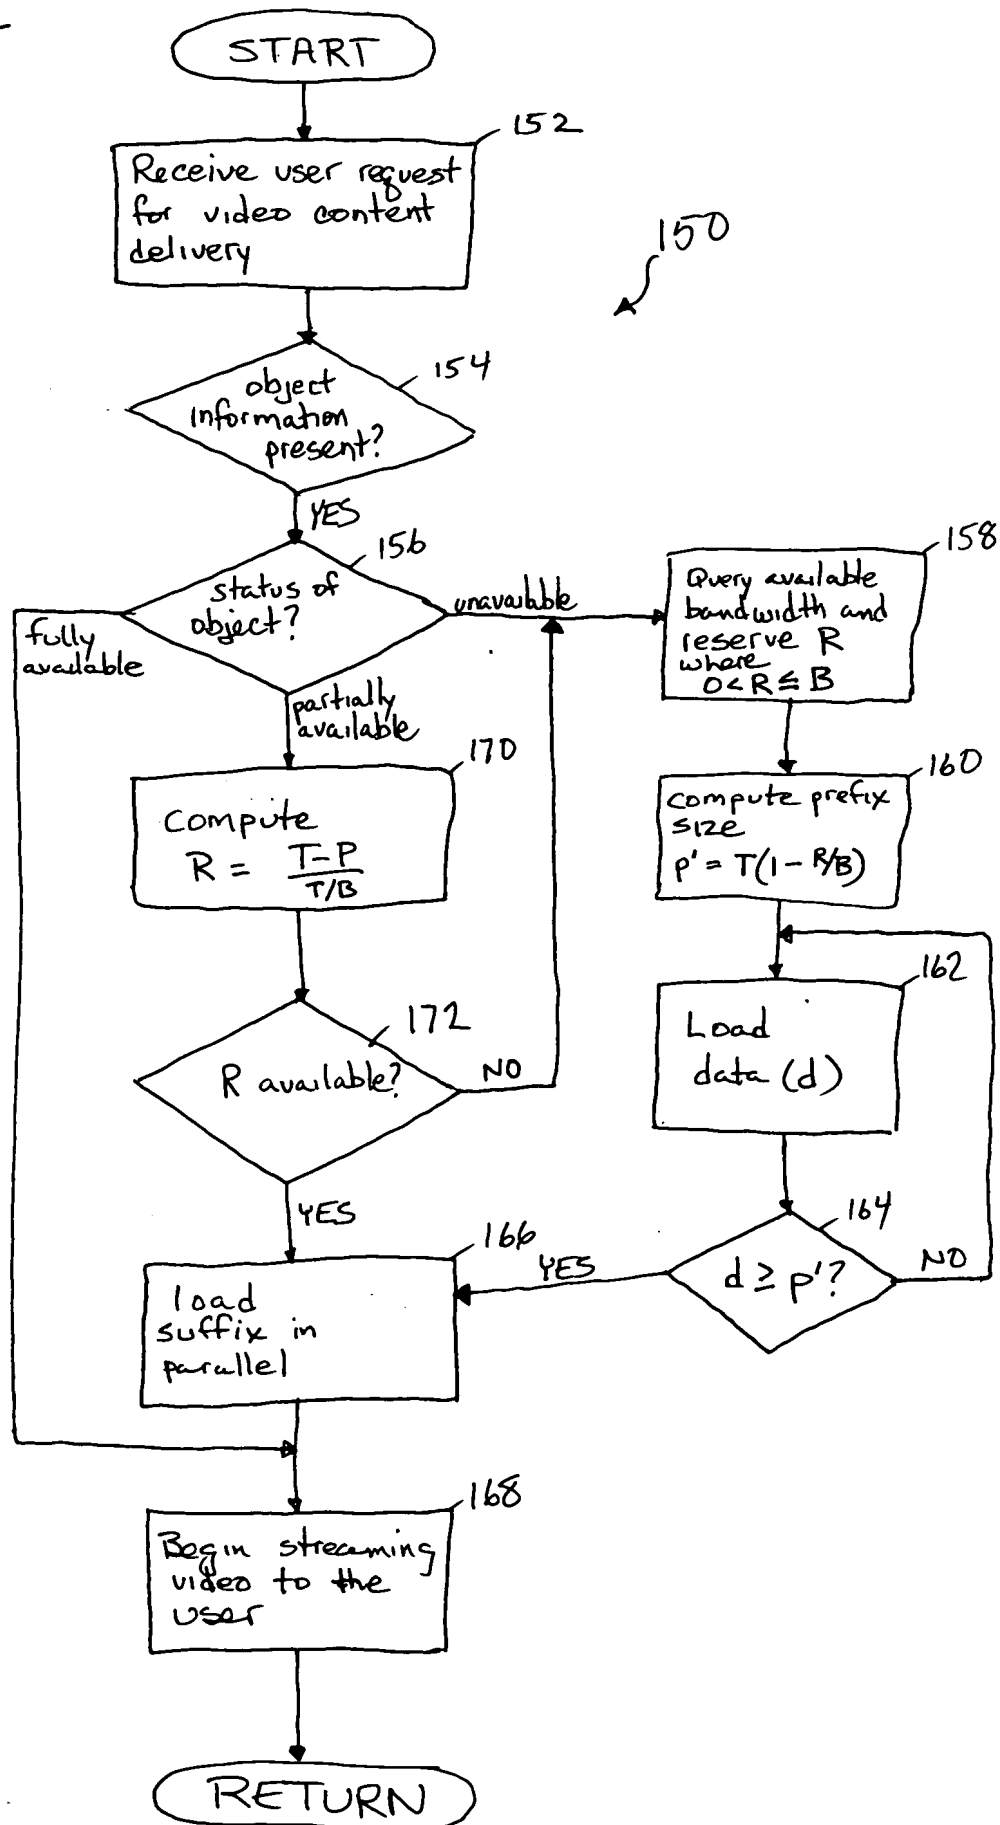 START
152
Receive user request
for video content
delivery
150
154
object
information
present?
YES
156
status of
object?
unavailable
fully
available
partially
available
158
Query available
bandwidth and
reserve R
where
0 < R ≤ B
170
Compute
R = T-P
T/B
160
compute prefix
size
p' = T(1 - R/B)
162
Load
data (d)
172
R available?
NO
YES
164
d ≥ p'?
NO
YES
166
load
suffix in
parallel
168
Begin streaming
video to the
user
RETURN